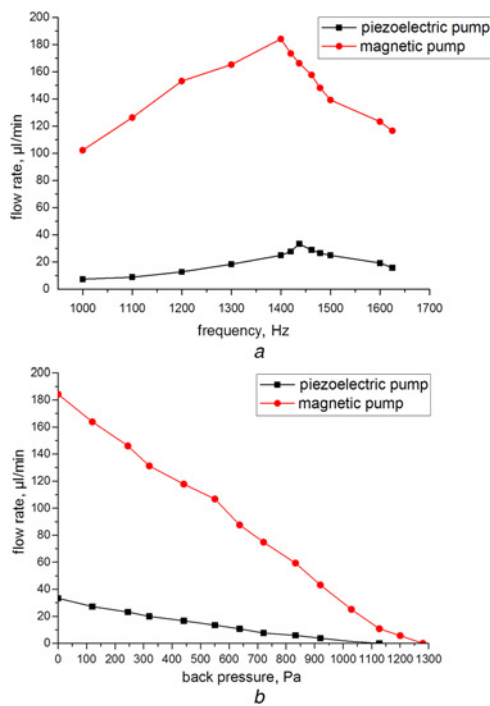 piezoelectric pump
magnetic pump
200
180
160
140
120
100
80
60
40
20
0
flow rate, µl/min
1000 1100 1200 1300 1400 1500 1600 1700
frequency, Hz
a
piezoelectric pump
magnetic pump
200
180
160
140
120
100
80
60
40
20
0
flow rate, µl/min
0 100 200 300 400 500 600 700 800 900 1000 1100 1200 1300
back pressure, Pa
b